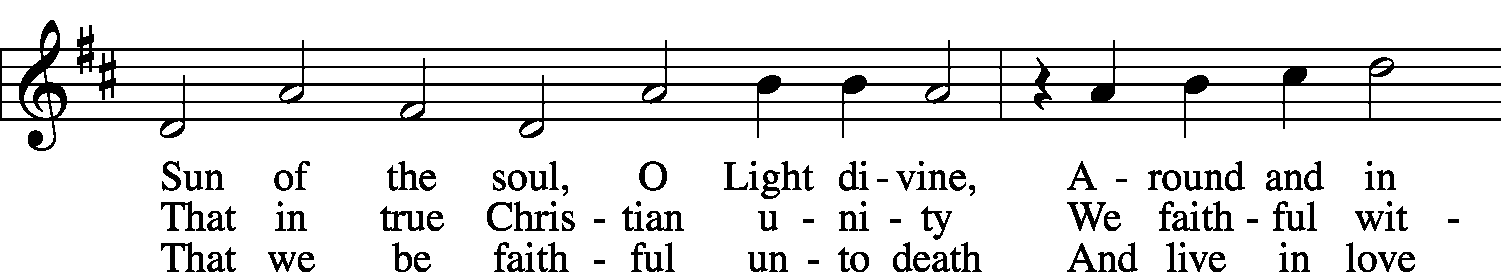 Sun of the soul, O Light di - vine, A - round and in
That in true Chris - tian u - ni - ty We faith - ful wit -
That we be faith - ful un - to death And live in love